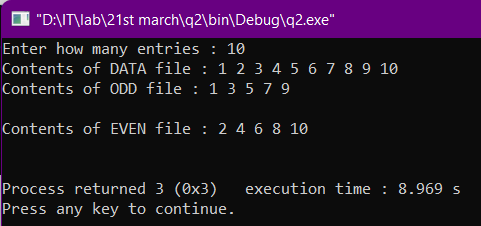 "D:\IT\lab\21st march\q2\bin\Debug\q2.exe"
Enter how many entries : 10
Contents of DATA file : 1 2 3 4 5 6 7 8 9 10
Contents of ODD file : 1 3 5 7 9
Contents of EVEN file : 2 4 6 8 10
Process returned 3 (0x3)   execution time : 8.969 s
Press any key to continue.